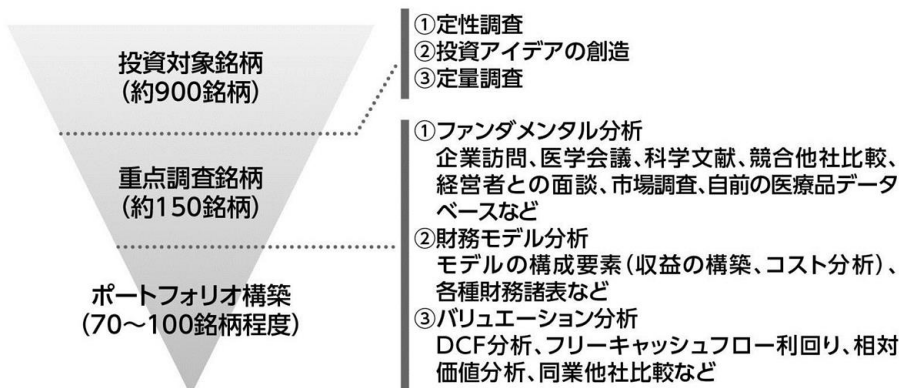 投資対象銘柄
(約900銘柄)
重点調査銘柄
(約150銘柄)
ポートフォリオ構築
(70〜100銘柄程度)
①定性調査
②投資アイデアの創造
③定量調査
①ファンダメンタル分析
企業訪問、医学会議、科学文献、競合他社比較、
経営者との面談、市場調査、自前の医療品データ
ベースなど
②財務モデル分析
モデルの構成要素(収益の構築、コスト分析)、
各種財務諸表など
③バリュエーション分析
DCF分析、フリーキャッシュフロー利回り、相対
価値分析、同業他社比較など